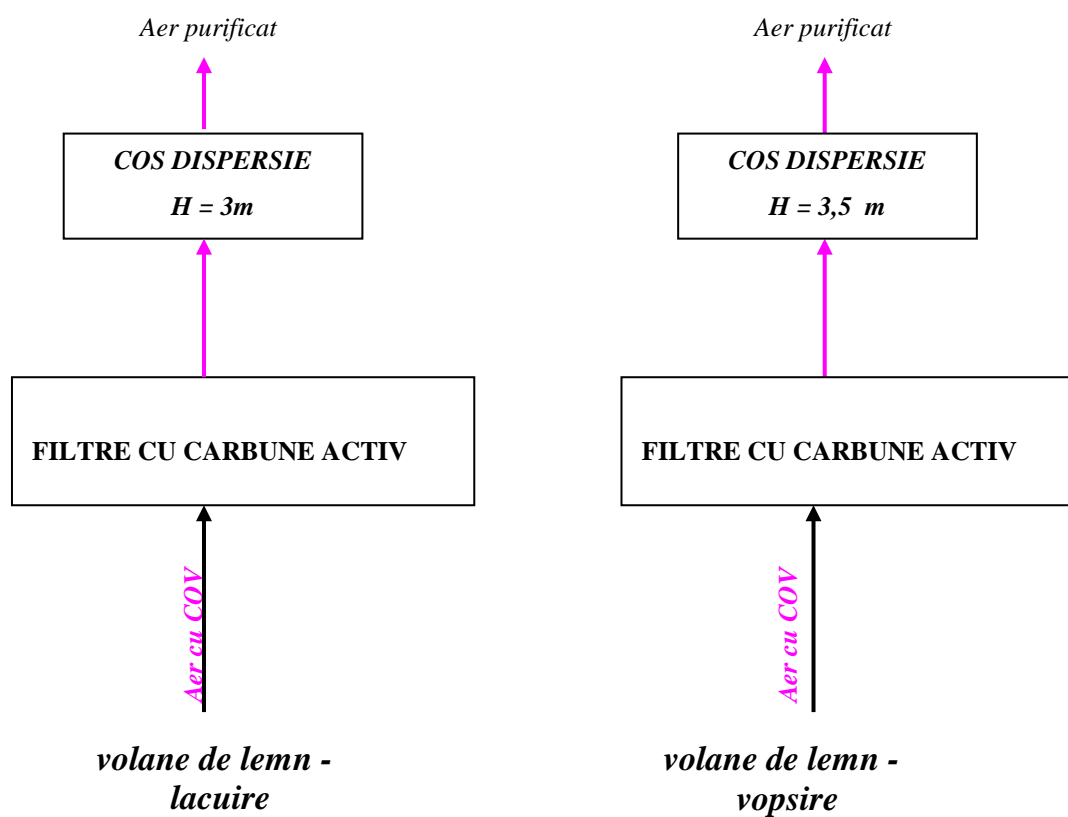 Aer purificat
COS DISPERSIE
H = 3m
FILTRE CU CARBUNE ACTIV
Aer cu COV
volane de lemn -
lacuire
Aer purificat
COS DISPERSIE
H = 3,5 m
FILTRE CU CARBUNE ACTIV
Aer cu COV
volane de lemn -
vopsire